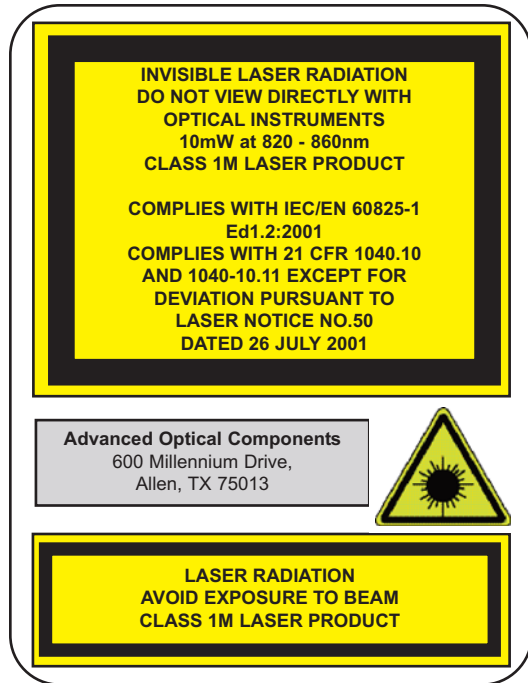 INVISIBLE LASER RADIATION
DO NOT VIEW DIRECTLY WITH
OPTICAL INSTRUMENTS
10mW at 820 - 860nm
CLASS 1M LASER PRODUCT
COMPLIES WITH IEC/EN 60825-1
Ed1.2:2001
COMPLIES WITH 21 CFR 1040.10
AND 1040-10.11 EXCEPT FOR
DEVIATION PURSUANT TO
LASER NOTICE NO.50
DATED 26 JULY 2001
Advanced Optical Components
600 Millennium Drive,
Allen, TX 75013
LASER RADIATION
AVOID EXPOSURE TO BEAM
CLASS 1M LASER PRODUCT